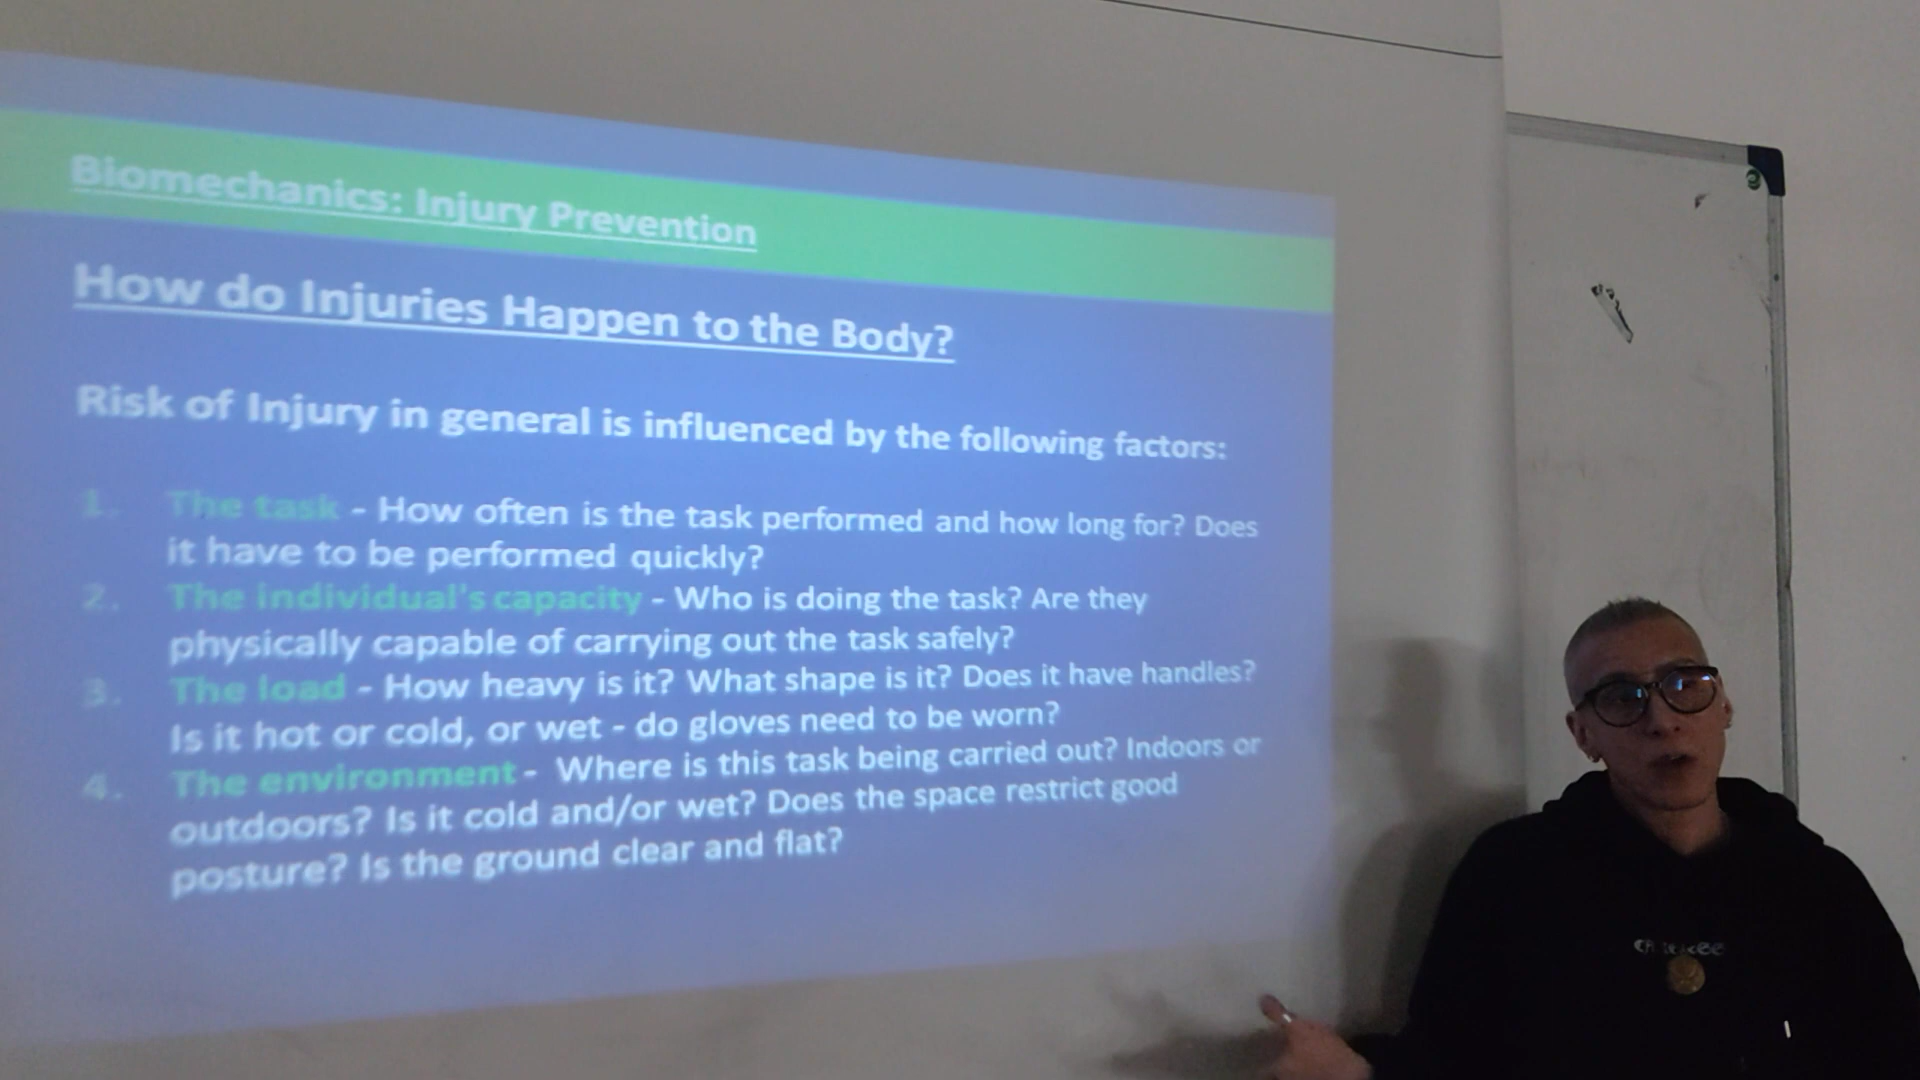 Biomechanics: Injury Prevention
How do Injuries Happen to the Body?
Risk of Injury in general is influenced by the following factors:
1. The task - How often is the task performed and how long for? Does
it have to be performed quickly?
2. The individual's capacity - Who is doing the task? Are they
physically capable of carrying out the task safely?
3. The load - How heavy is it? What shape is it? Does it have handles?
Is it hot or cold, or wet - do gloves need to be worn?
4. The environment - Where is this task being carried out? Indoors or
outdoors? Is it cold and/or wet? Does the space restrict good
posture? Is the ground clear and flat?